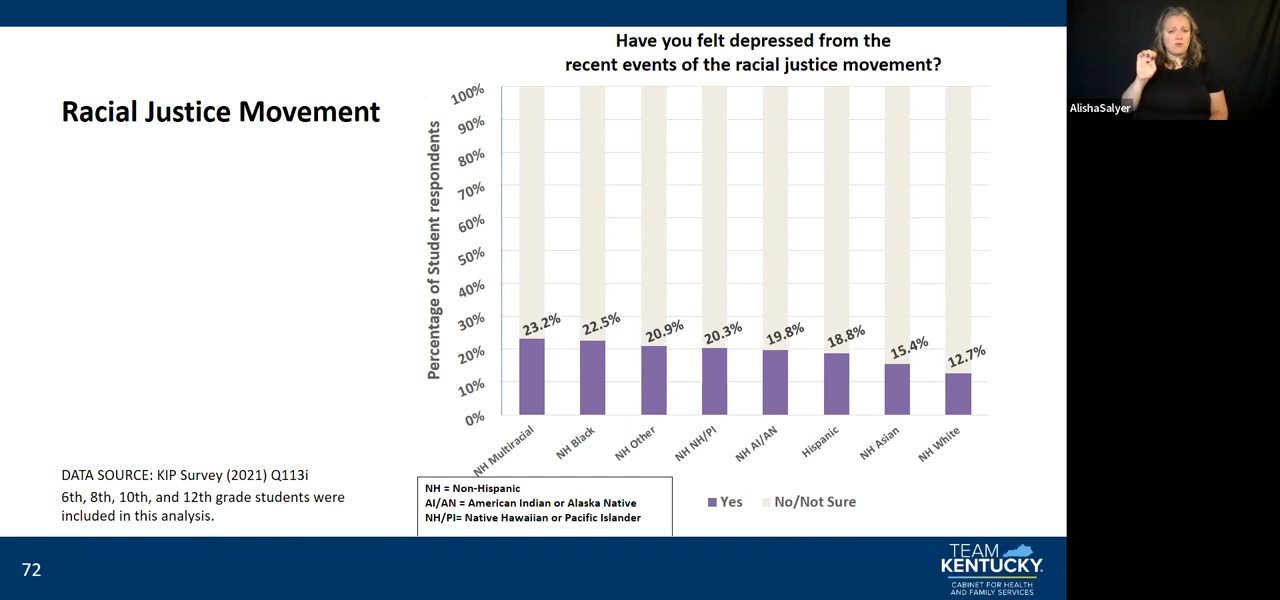 Have you felt depressed from the
recent events of the racial justice movement?
Racial Justice Movement
Percentage of Student respondents
100%
90%
80%
70%
60%
50%
40%
30%
20%
10%
0%
23.2%
22.5%
20.9%
20.3%
19.8%
18.8%
15.4%
12.7%
NH Multiracial
NH Black
NH Other
NH NH/PI
NH AI/AN
Hispanic
NH Asian
NH White
Yes
No/Not Sure
NH = Non-Hispanic
AI/AN = American Indian or Alaska Native
NH/PI= Native Hawaiian or Pacific Islander
DATA SOURCE: KIP Survey (2021) Q113i
6th, 8th, 10th, and 12th grade students were
included in this analysis.
72
TEAM
KENTUCKY.
CABINET FOR HEALTH
AND FAMILY SERVICES
AlishaSalyer